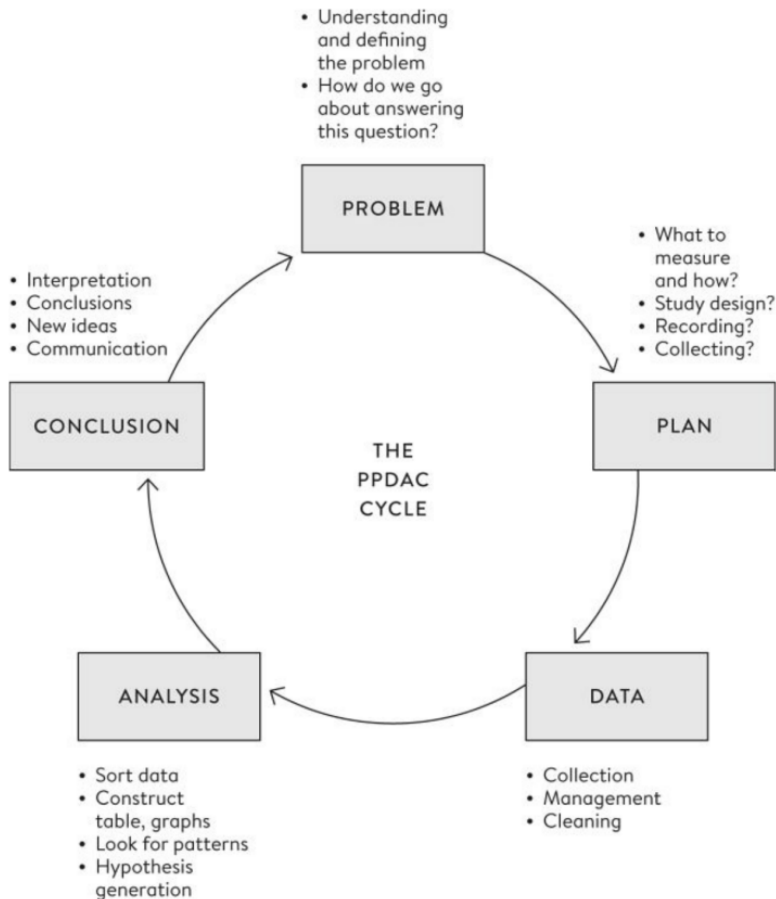 • Understanding
and defining
the problem
• How do we go
about answering
this question?
PROBLEM
• What to
measure
and how?
• Study design?
• Recording?
• Collecting?
PLAN
• Interpretation
• Conclusions
• New ideas
• Communication
CONCLUSION
THE
PPDAC
CYCLE
ANALYSIS
• Sort data
• Construct
table, graphs
• Look for patterns
• Hypothesis
generation
DATA
• Collection
• Management
• Cleaning